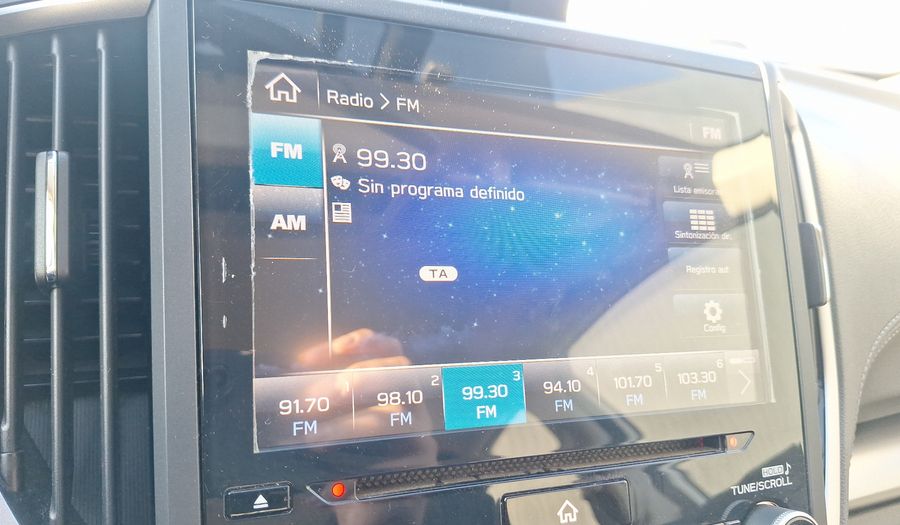 Radio > FM
FM
FM
99.30
Sin programa definido
AM
TA
Lista emisora
Sintonización de
Registro aut
Config
1
91.70
FM
2
98.10
FM
3
99.30
FM
4
94.10
FM
5
101.70
FM
6
103.30
FM
HOLD
TUNE/SCROLL